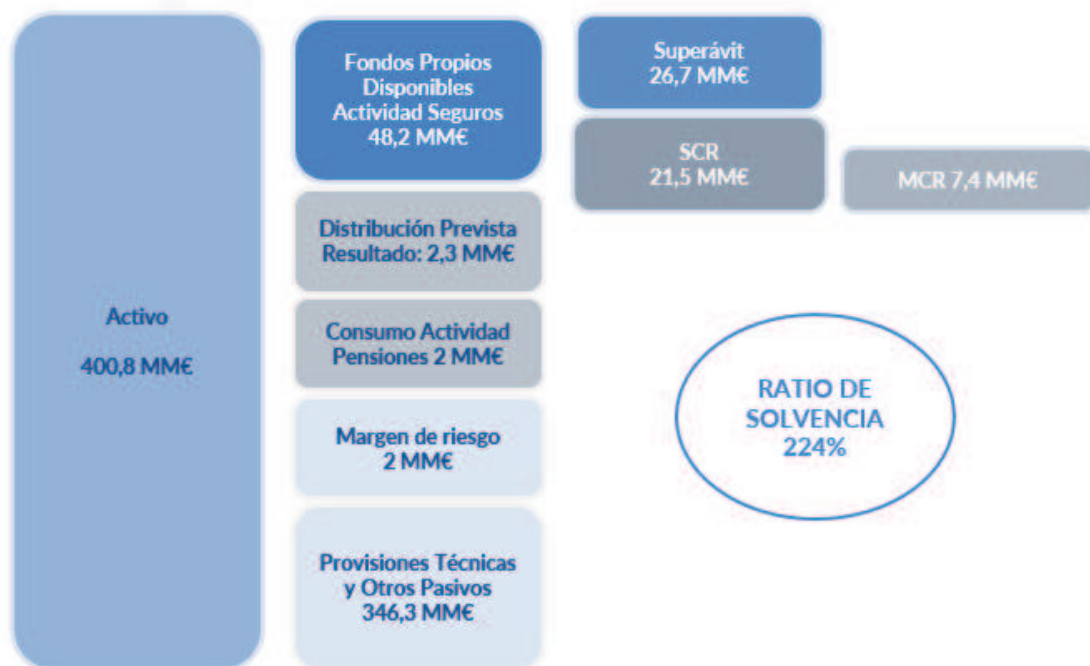 Activo
400,8 MM€
Fondos Propios
Disponibles
Actividad Seguros
48,2 MM€
Distribución Prevista
Resultado: 2,3 MM€
Consumo Actividad
Pensiones 2 MM€
Margen de riesgo
2 MM€
Provisiones Técnicas
y Otros Pasivos
346,3 MM€
Superávit
26,7 MM€
SCR
21,5 MM€
MCR 7,4 MM€
RATIO DE
SOLVENCIA
224%